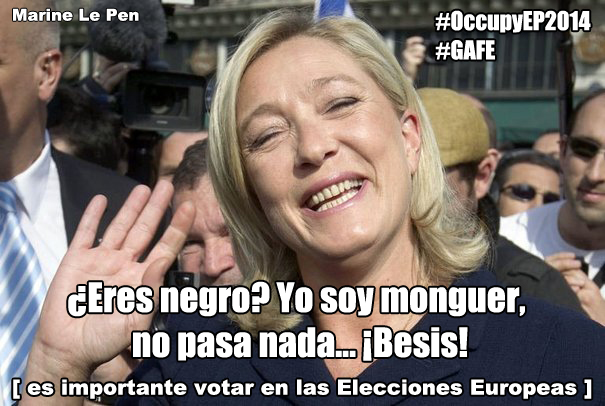 Marine Le Pen
#OccupyEP2014
#GAFE
¿Eres negro? Yo soy monguer,
no pasa nada... ¡Besis!
[ es importante votar en las Elecciones Europeas ]